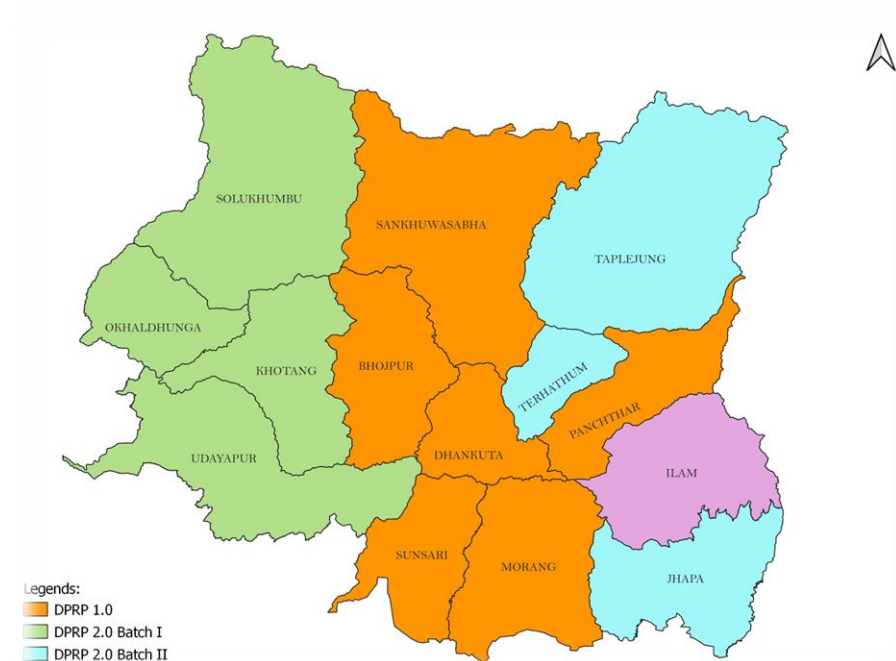 SOLUKHUMBU
SANKHUWASABHA
TAPLEJUNG
OKHALDHUNGA
KHOTANG
BHOJPUR
TERHATHUM
PANCHTHAR
UDAYAPUR
DHANKUTA
ILAM
SUNSARI
MORANG
JHAPA
Legends:
DPRP 1.0
DPRP 2.0 Batch I
DPRP 2.0 Batch II